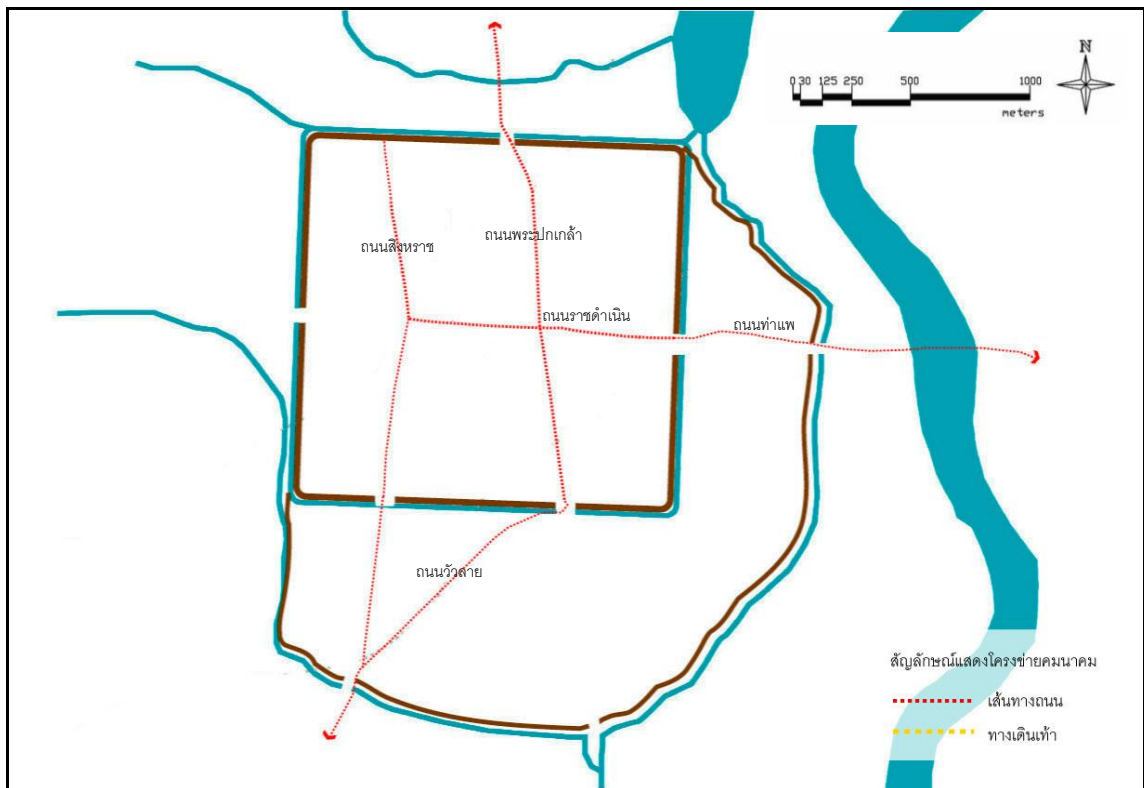 N
0 30 125 250 500 1000
meters
ถนนสิงหราช
ถนนพระปกเกล้า
ถนนราชดำเนิน
ถนนท่าแพ
ถนนวัวลาย
สัญลักษณ์แสดงโครงข่ายคมนาคม
เส้นทางถนน
ทางเดินเท้า